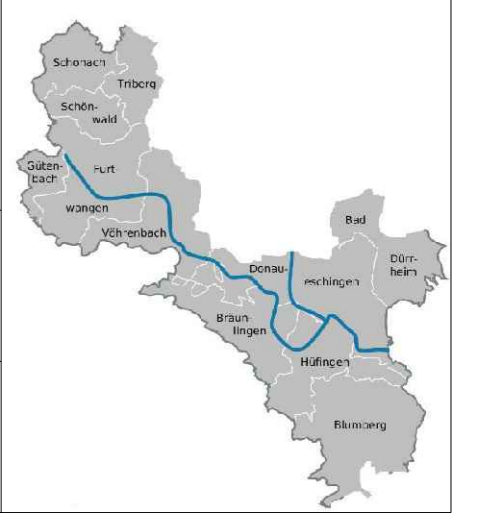 Schonach
Triberg
Schön-
wald
Güten-
bach
Furt-
wangen
Vöhrenbach
Bad
Dürr-
heim
Donau-
eschingen
Bräun-
lingen
Hüfingen
Blumberg